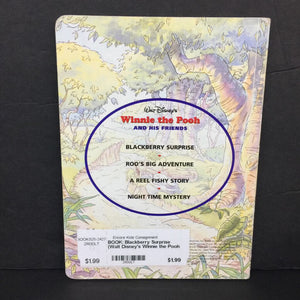 Walt Disney's
Winnie the Pooh
AND HIS FRIENDS
BLACKBERRY SURPRISE
ROO'S BIG ADVENTURE
A REEL FISHY STORY
NIGHT TIME MYSTERY
Encore Kids Consignment
BOOK: Blackberry Surprise
(Walt Disney's Winnie the Pooh
$1.99
$1.99